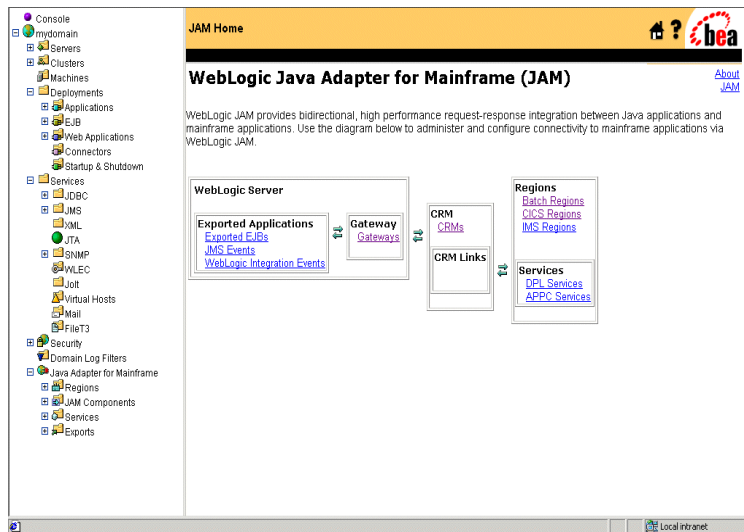 Console
mydomain
Servers
Clusters
Machines
Deployments
Applications
EJB
Web Applications
Connectors
Startup & Shutdown
Services
JDBC
JMS
XML
JTA
SNMP
WLEC
Jolt
Virtual Hosts
Mail
FileT3
Security
Domain Log Filters
Java Adapter for Mainframe
Regions
JAM Components
Services
Exports
JAM Home
?
bea
WebLogic Java Adapter for Mainframe (JAM)
About
JAM
WebLogic JAM provides bidirectional, high performance request-response integration between Java applications and
mainframe applications. Use the diagram below to administer and configure connectivity to mainframe applications via
WebLogic JAM.
WebLogic Server
Exported Applications
Exported EJBs
JMS Events
WebLogic Integration Events
Gateway
Gateways
CRM
CRMs
CRM Links
Regions
Batch Regions
CICS Regions
IMS Regions
Services
DPL Services
APPC Services
Local intranet